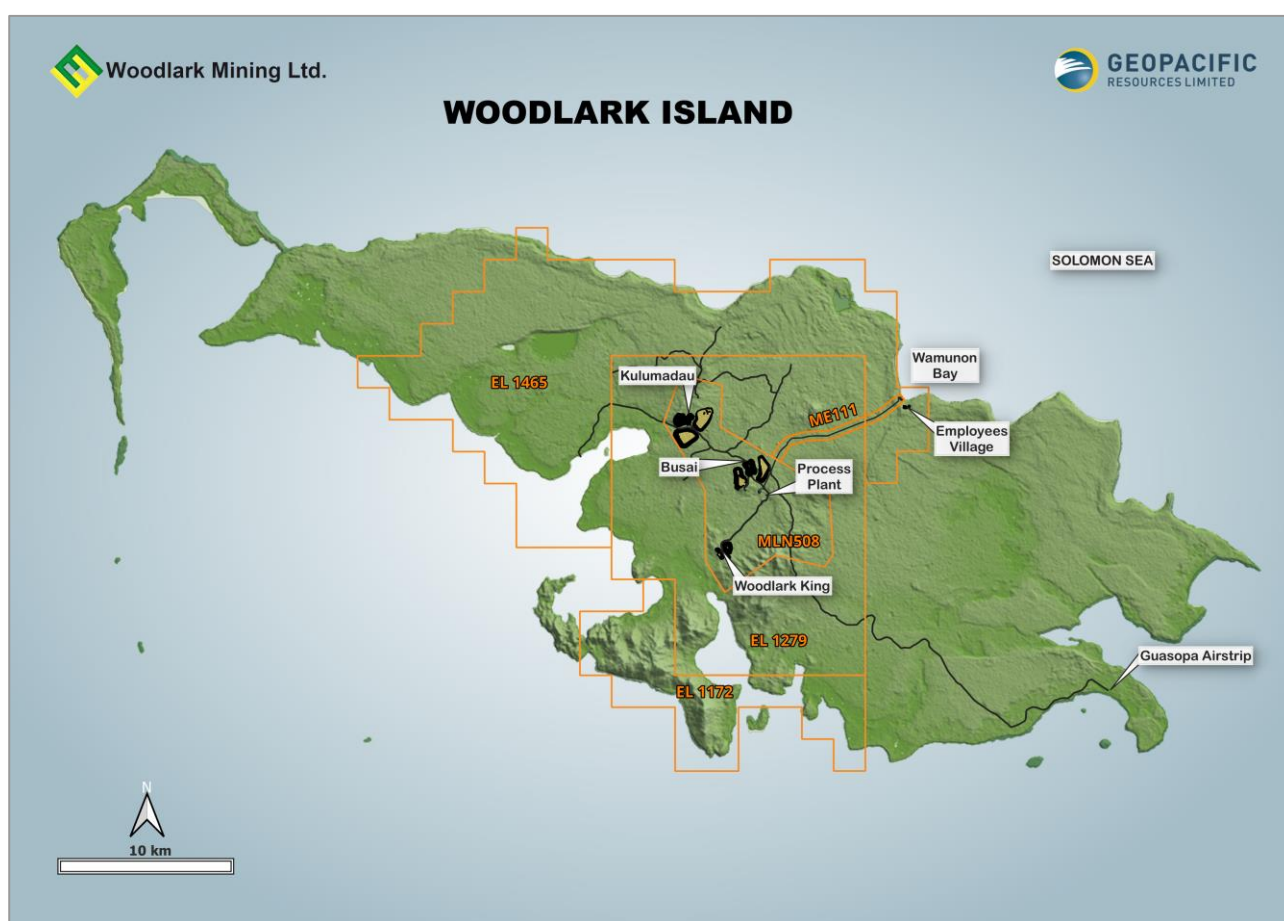 Woodlark Mining Ltd.
GEOPACIFIC
RESOURCES LIMITED
WOODLARK ISLAND
SOLOMON SEA
Wamunon
Bay
Kulumadau
EL 1465
ME111
Employees
Village
Busai
Process
Plant
MLN508
Woodlark King
EL 1279
Guasopa Airstrip
EL 1172
N
10 km